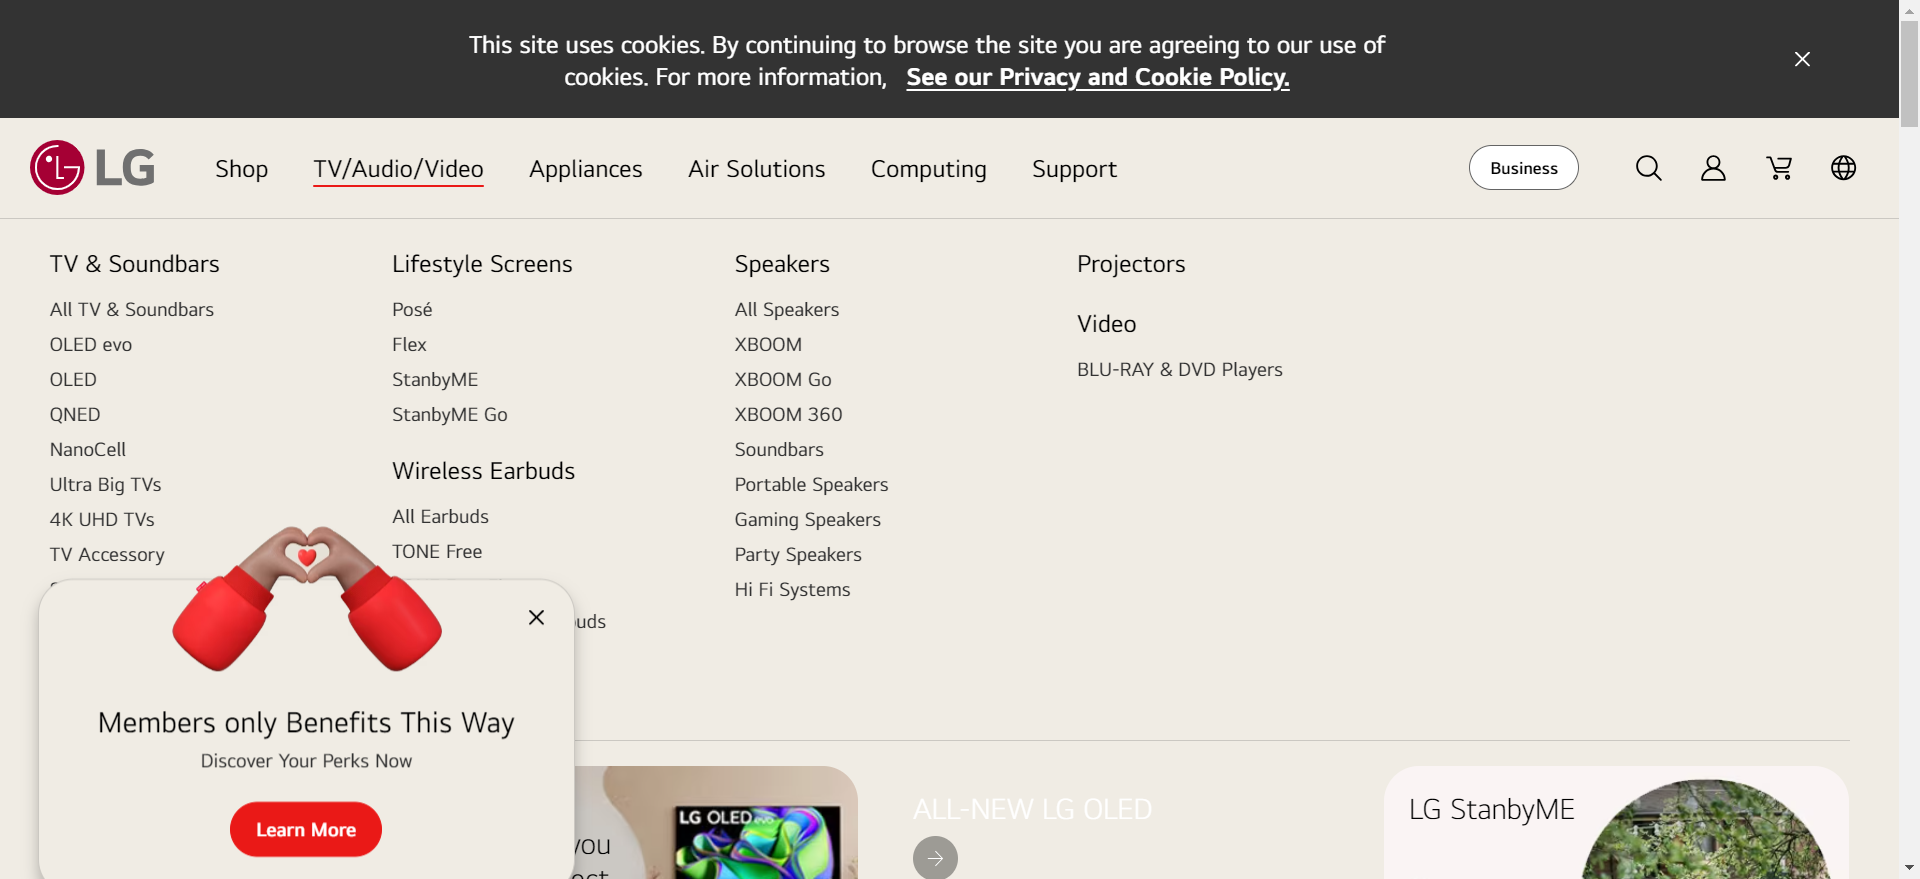 This site uses cookies. By continuing to browse the site you are agreeing to our use of
cookies. For more information, See our Privacy and Cookie Policy.
LG
Shop
TV/Audio/Video
Appliances
Air Solutions
Computing
Support
Business
TV & Soundbars
All TV & Soundbars
OLED evo
OLED
QNED
NanoCell
Ultra Big TVs
4K UHD TVs
TV Accessory
Lifestyle Screens
Posé
Flex
StanbyME
StanbyME Go
Wireless Earbuds
All Earbuds
TONE Free
Speakers
All Speakers
XBOOM
XBOOM Go
XBOOM 360
Soundbars
Portable Speakers
Gaming Speakers
Party Speakers
Hi Fi Systems
Projectors
Video
BLU-RAY & DVD Players
Members only Benefits This Way
Discover Your Perks Now
Learn More
you
LG OLED evo
ALL-NEW LG OLED
LG StanbyME